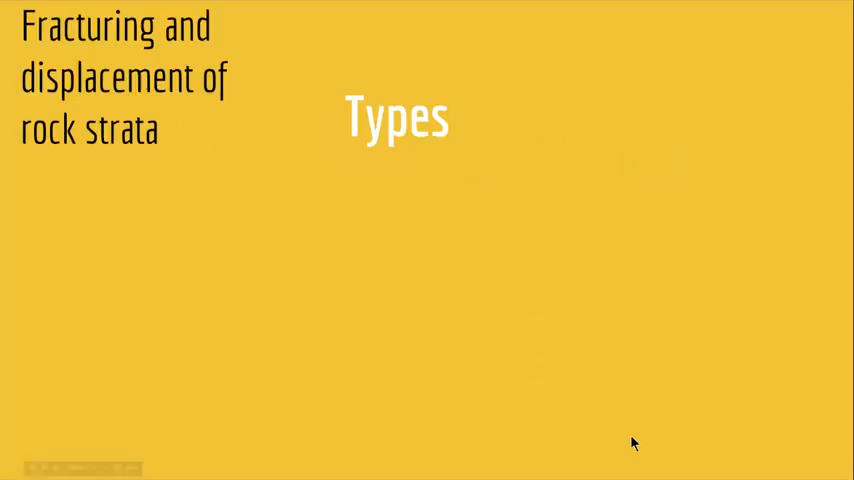 Fracturing and
displacement of
rock strata
Types